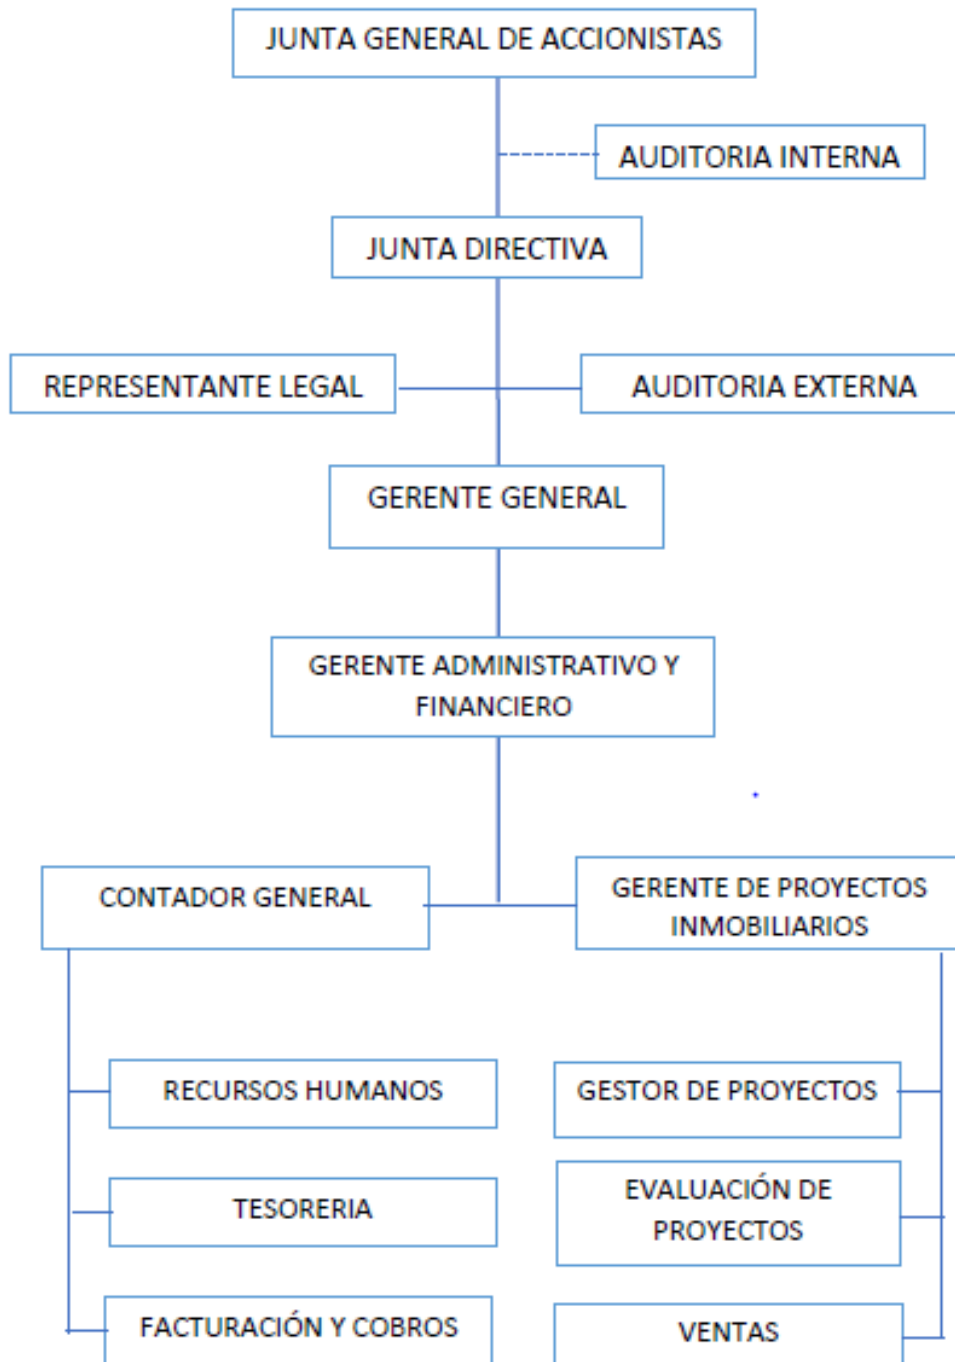 JUNTA GENERAL DE ACCIONISTAS
AUDITORIA INTERNA
JUNTA DIRECTIVA
REPRESENTANTE LEGAL
AUDITORIA EXTERNA
GERENTE GENERAL
GERENTE ADMINISTRATIVO Y
FINANCIERO
CONTADOR GENERAL
GERENTE DE PROYECTOS
INMOBILIARIOS
RECURSOS HUMANOS
GESTOR DE PROYECTOS
TESORERIA
EVALUACIÓN DE
PROYECTOS
FACTURACIÓN Y COBROS
VENTAS